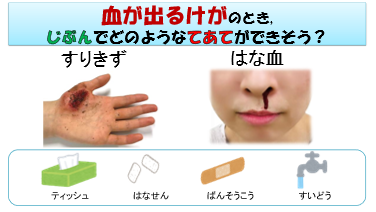 血が出るけがのとき,
じぶんでどのようなてあてができそう？
すりきず
はな血
ティッシュ
はなせん
ばんそうこう
すいどう